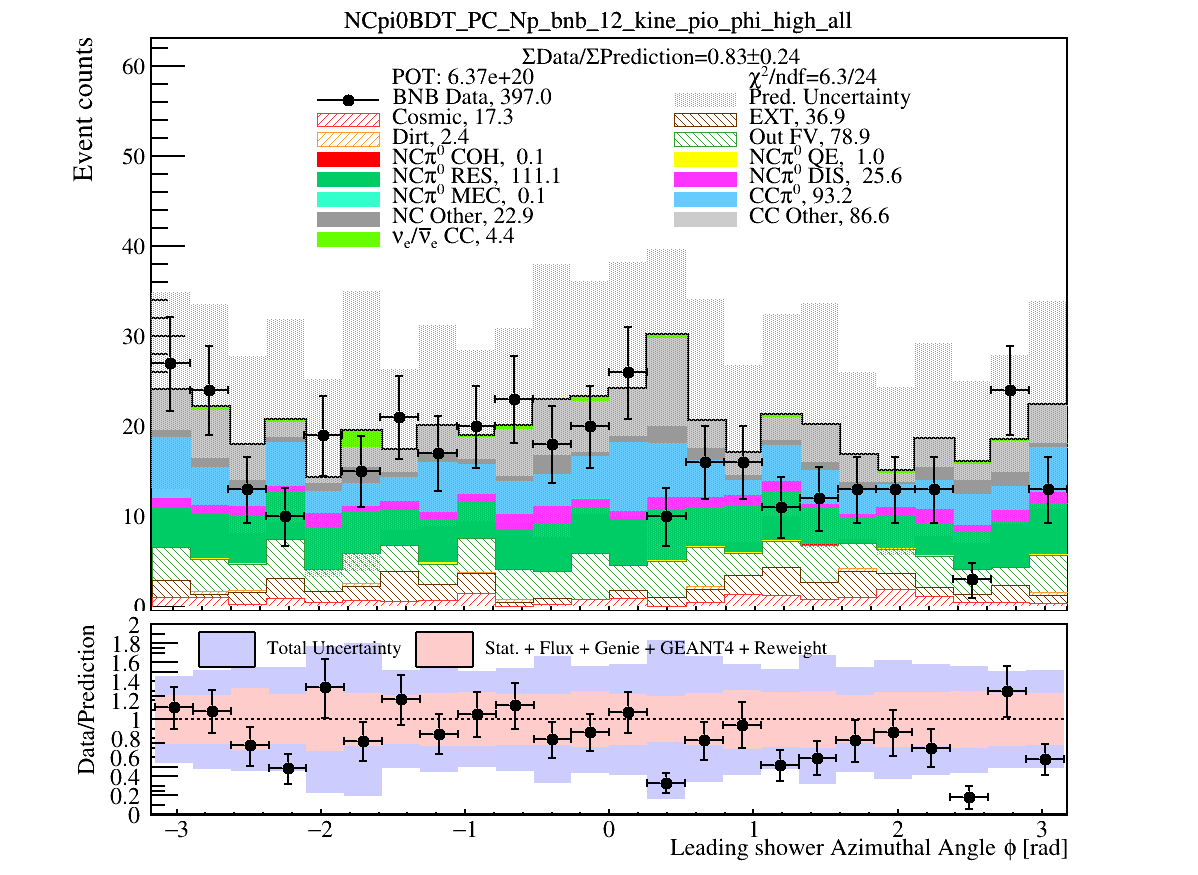 NCpi0BDT_PC_Np_bnb_12_kine_pio_phi_high_all
ΣData/ΣPrediction=0.83±0.24
POT: 6.37e+20
χ²/ndf=6.3/24
BNB Data, 397.0
Pred. Uncertainty
Cosmic, 17.3
EXT, 36.9
Dirt, 2.4
Out FV, 78.9
NCπ⁰ COH, 0.1
NCπ⁰ QE, 1.0
NCπ⁰ RES, 111.1
NCπ⁰ DIS, 25.6
NCπ⁰ MEC, 0.1
CCπ⁰, 93.2
NC Other, 22.9
CC Other, 86.6
νₑ/ν̅ₑ CC, 4.4
Event counts
60
50
40
30
20
10
0
Total Uncertainty
Stat. + Flux + Genie + GEANT4 + Reweight
Data/Prediction
2
1.8
1.6
1.4
1.2
1
0.8
0.6
0.4
0.2
0
−3 −2 −1 0 1 2 3
Leading shower Azimuthal Angle ϕ [rad]